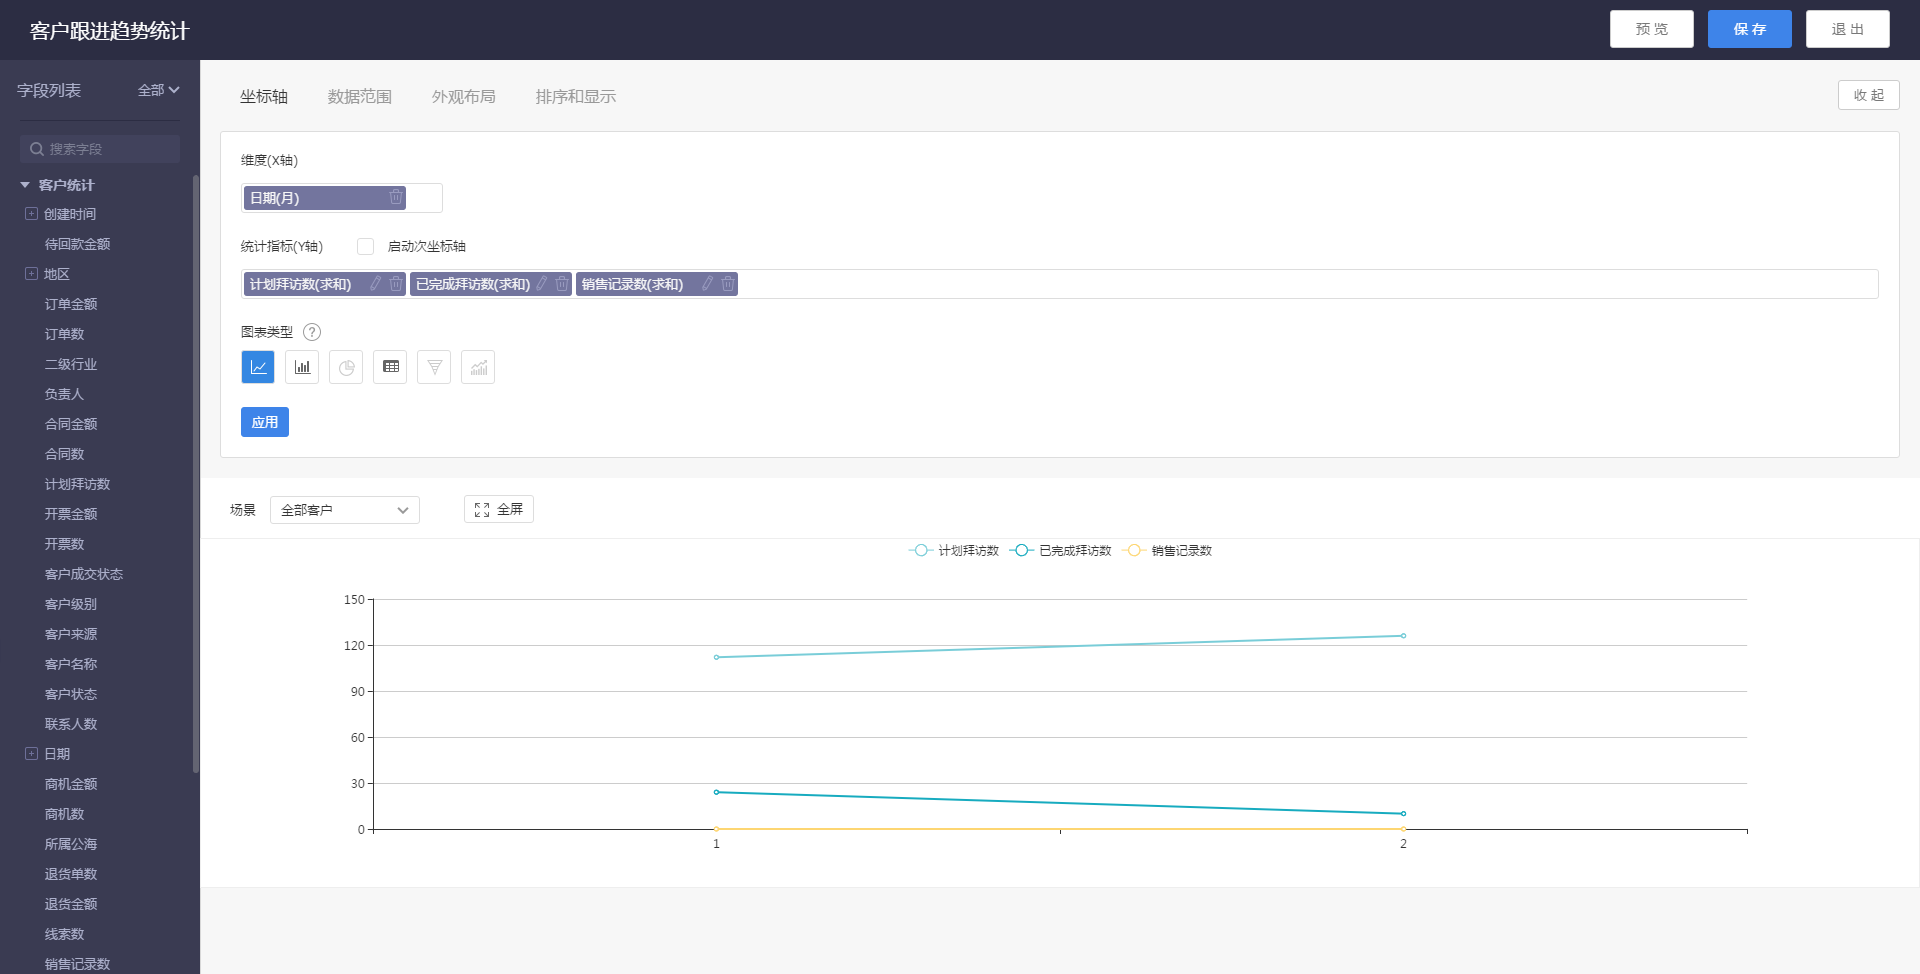 客户跟进趋势统计
预 览
保 存
退 出
字段列表
全部
搜索字段
客户统计
创建时间
待回款金额
地区
订单金额
订单数
二级行业
负责人
合同金额
合同数
计划拜访数
开票金额
开票数
客户成交状态
客户级别
客户来源
客户名称
客户状态
联系人数
日期
商机金额
商机数
所属公海
退货单数
退货金额
线索数
销售记录数
坐标轴 数据范围 外观布局 排序和显示
收 起
维度(X轴)
日期(月)
统计指标(Y轴) 启动次坐标轴
计划拜访数(求和) 已完成拜访数(求和) 销售记录数(求和)
图表类型 ?
应用
场景 全部客户 全屏
计划拜访数 已完成拜访数 销售记录数
150
120
90
60
30
0
1 2